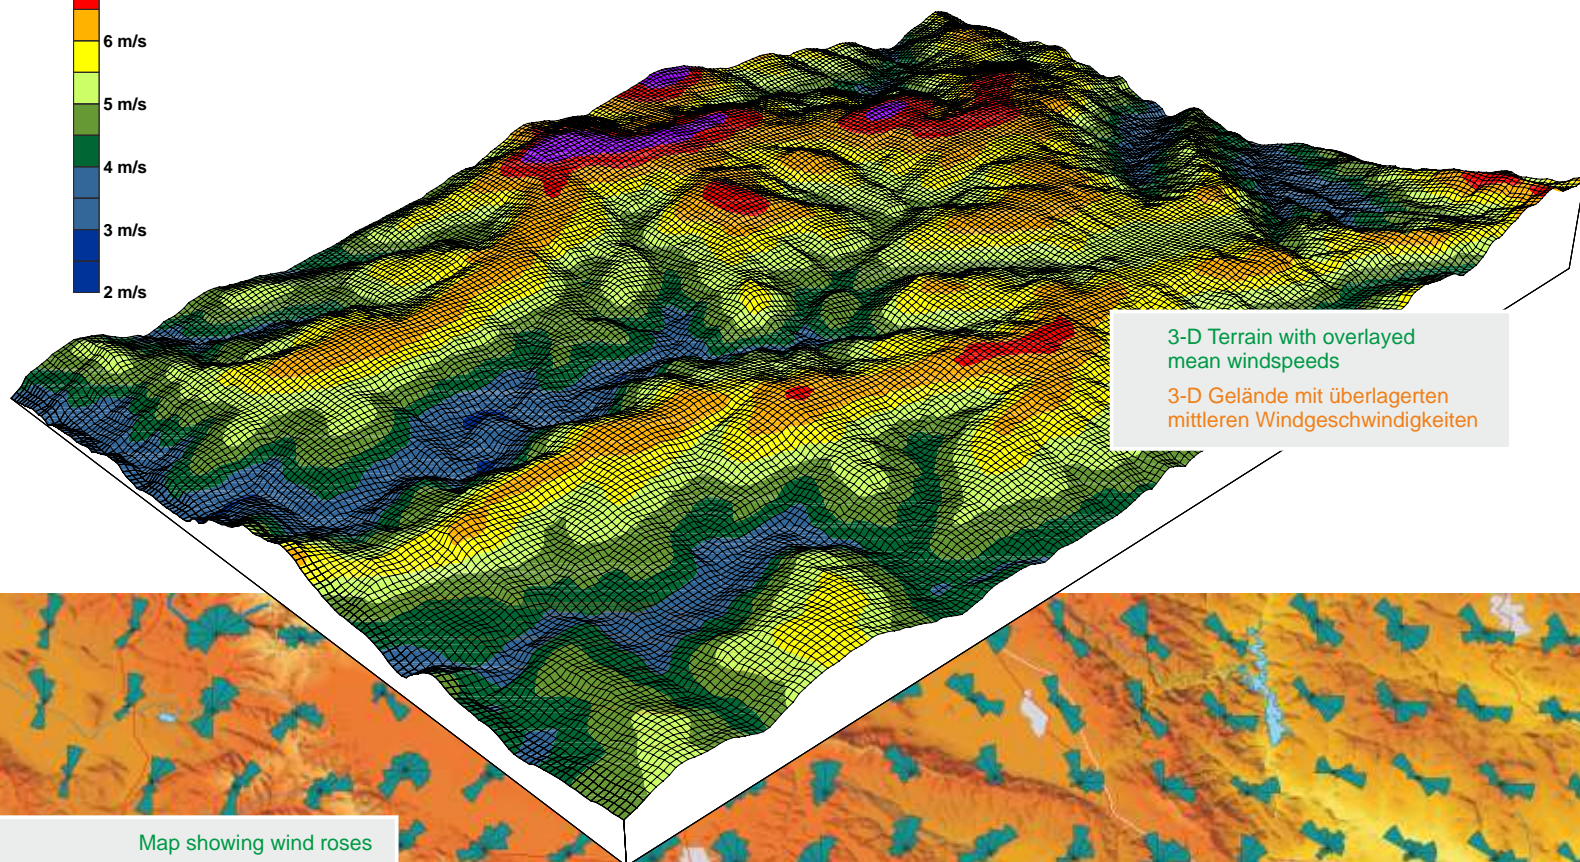 6 m/s
5 m/s
4 m/s
3 m/s
2 m/s
3-D Terrain with overlayed
mean windspeeds
3-D Gelände mit überlagerten
mittleren Windgeschwindigkeiten
Map showing wind roses